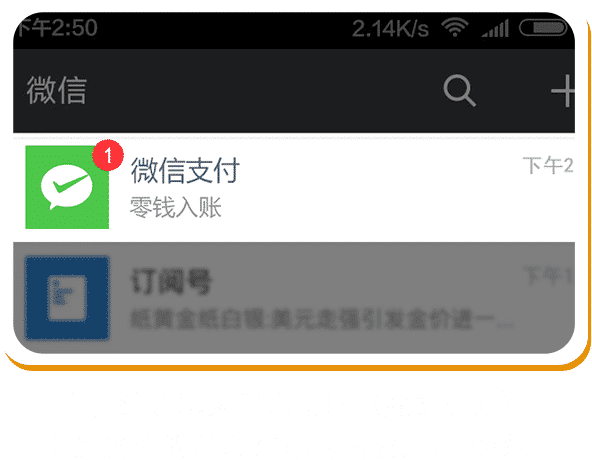 下午2:50 2.14K/s
微信
1
微信支付 下午2
零钱入账
订阅号 下午1
纸黄金纸白银:美元走强引发金价进一...